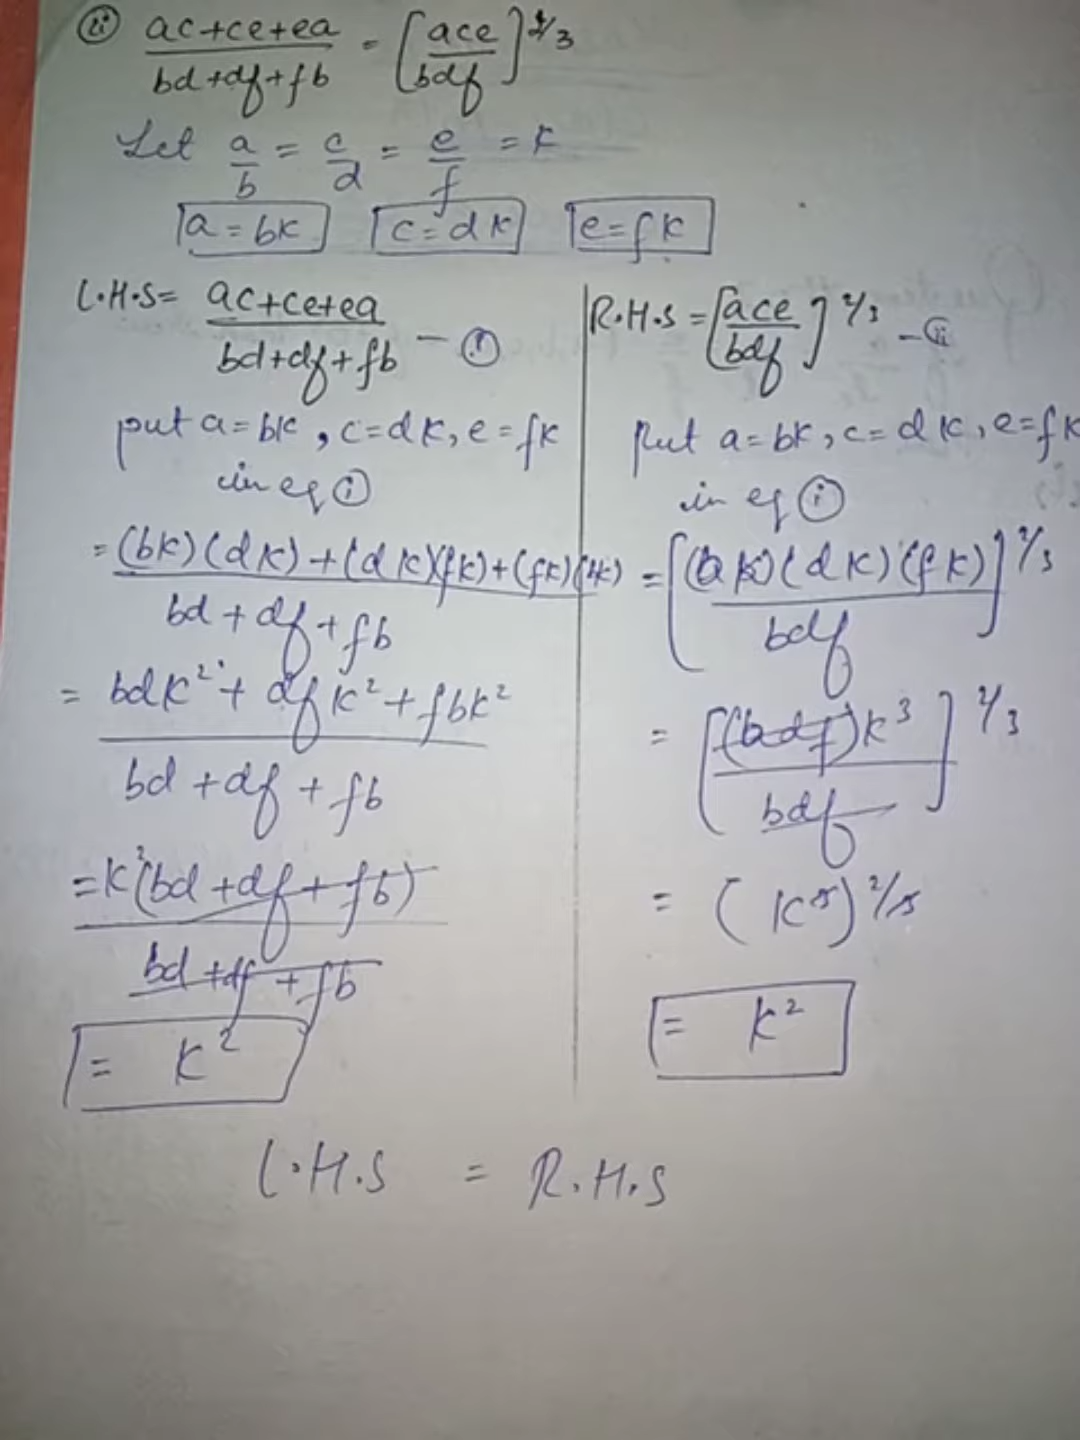 ii) (ac+ce+ea)/(bd+df+fb) = [ace/bdf]^2/3
Let a/b = c/d = e/f = k
a=bk c=dk e=fk
L.H.S= (ac+ce+ea)/(bd+df+fb) — (i)
put a=bk, c=dk, e=fk
in eq (i)
= ((bk)(dk)+(dk)(fk)+(fk)(bk))/(bd+df+fb)
= (bdk²+dfk²+fbk²)/(bd+df+fb)
=k²(bd+df+fb)/(bd+df+fb)
= k²
R.H.S =[ace/bdf]^2/3 — (ii)
Put a=bk, c=dk, e=fk
in eq (i)
=[(bk)(dk)(fk)/bdf]^2/3
= [(bdf)k³/bdf]^2/3
= (k³)^2/3
= k²
L.H.S = R.H.S